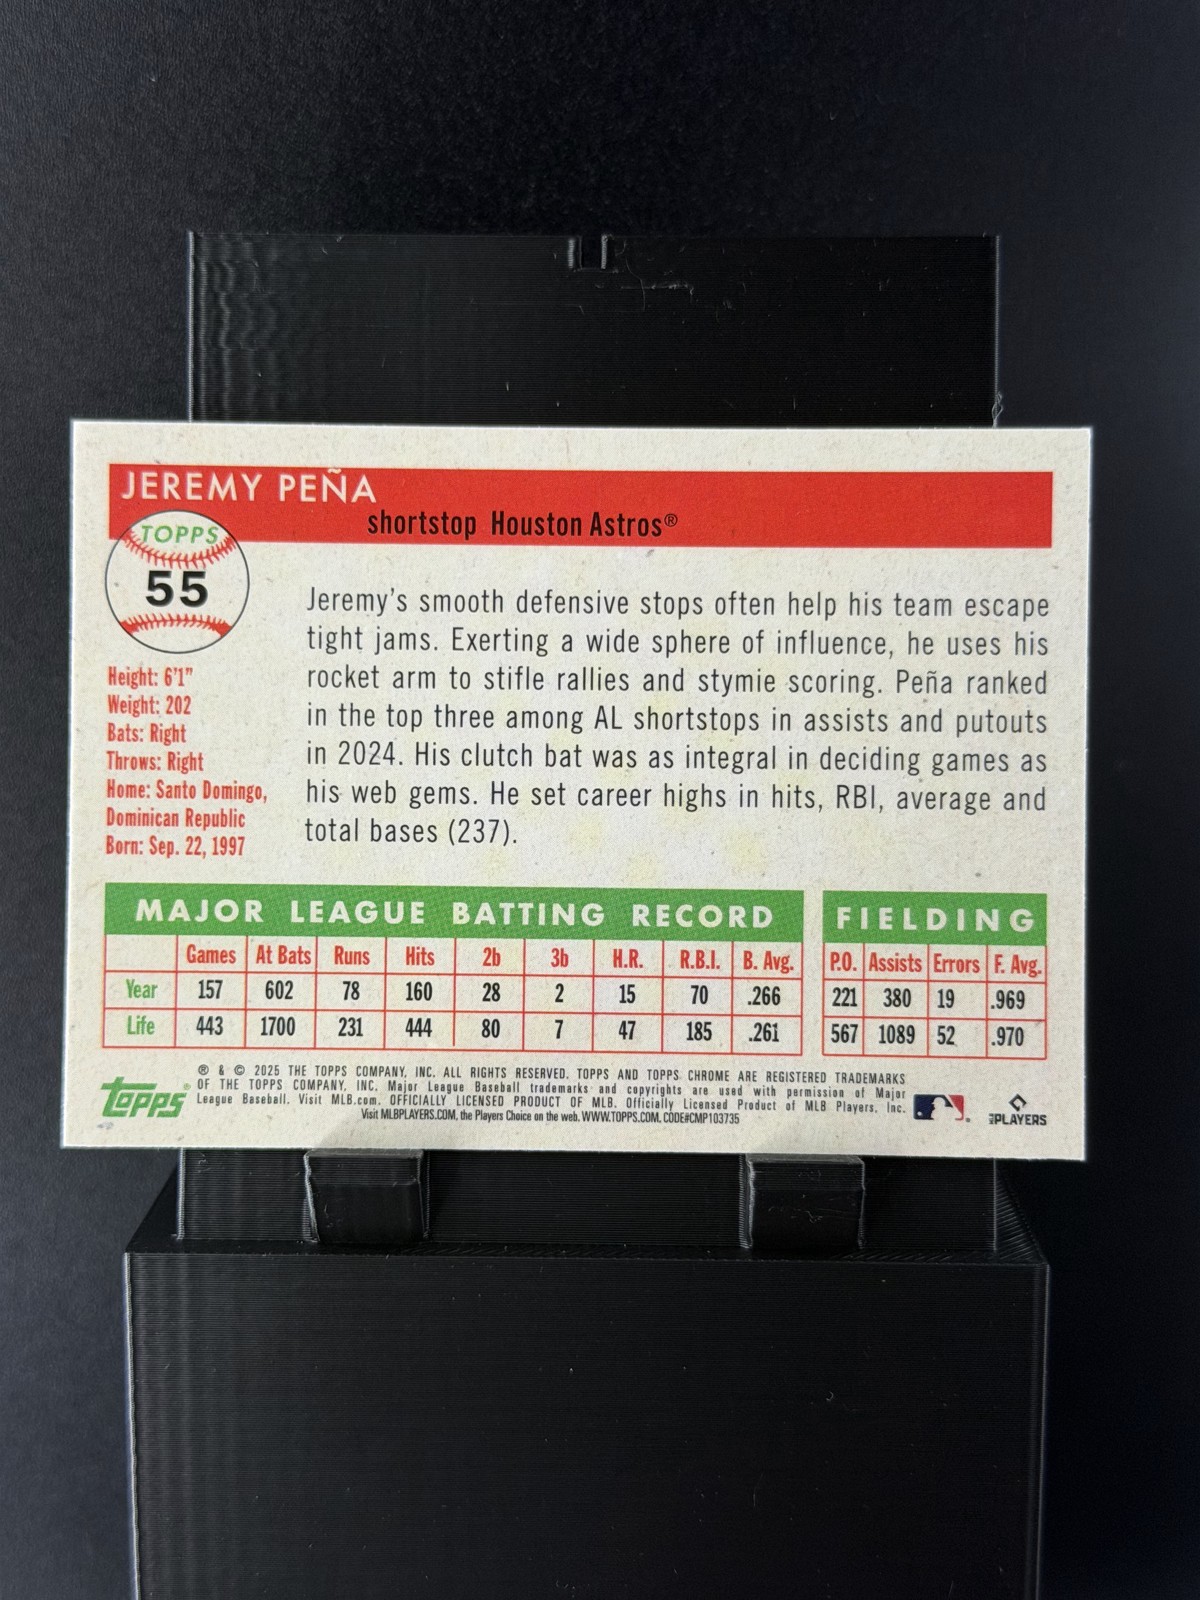 JEREMY PEÑA
shortstop Houston Astros®
TOPPS
55
Height: 6'1"
Weight: 202
Bats: Right
Throws: Right
Home: Santo Domingo,
Dominican Republic
Born: Sep. 22, 1997
Jeremy's smooth defensive stops often help his team escape
tight jams. Exerting a wide sphere of influence, he uses his
rocket arm to stifle rallies and stymie scoring. Peña ranked
in the top three among AL shortstops in assists and putouts
in 2024. His clutch bat was as integral in deciding games as
his web gems. He set career highs in hits, RBI, average and
total bases (237).
MAJOR LEAGUE BATTING RECORD
Games At Bats Runs Hits 2b 3b H.R. R.B.I. B. Avg.
Year 157 602 78 160 28 2 15 70 .266
Life 443 1700 231 444 80 7 47 185 .261
FIELDING
P.O. Assists Errors F. Avg.
221 380 19 .969
567 1089 52 .970
Topps®
® & © 2025 THE TOPPS COMPANY, INC. ALL RIGHTS RESERVED. TOPPS AND TOPPS CHROME ARE REGISTERED TRADEMARKS
OF THE TOPPS COMPANY, INC. Major League Baseball trademarks and copyrights are used with permission of Major
League Baseball. Visit MLB.com. OFFICIALLY LICENSED PRODUCT OF MLB. Officially Licensed Product of MLB Players, Inc.
Visit MLBPLAYERS.COM, the Players Choice on the web. WWW.TOPPS.COM. CODE#CMP103735
PLAYERS